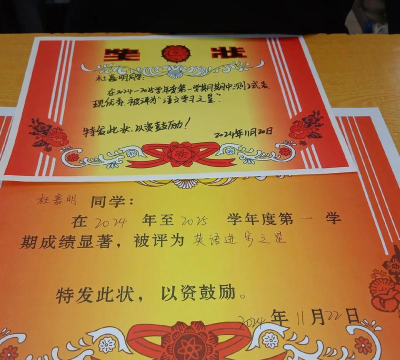 奖 状
杜嘉明同学:
在2024-2025学年度第一学期期中测试表
现优秀,被评为“语文学习之星”
特发此状,以资鼓励!
2024年11月20日
杜嘉明 同学:
在 2024 年至 2025 学年度第 一 学
期成绩显著,被评为 英语进步之星
特发此状,以资鼓励。
2024 年 11 月 22 日